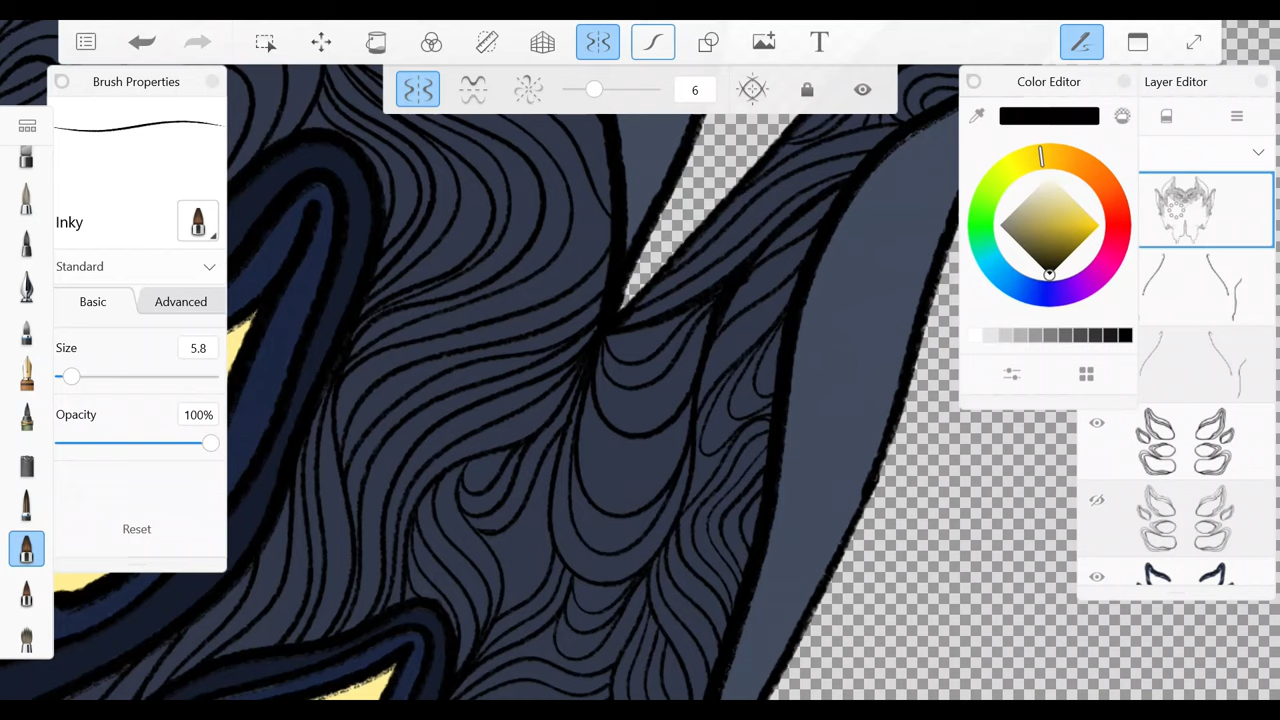 T
6
Brush Properties
Color Editor
Layer Editor
Inky
Standard
Basic
Advanced
Size
5.8
Opacity
100%
Reset